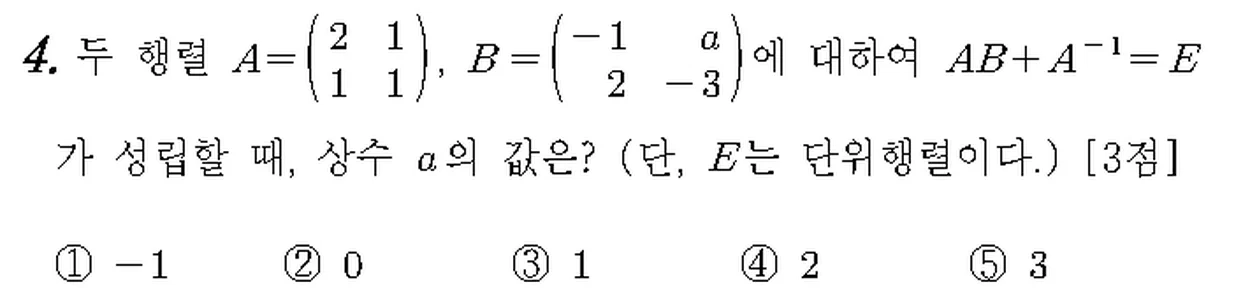 4. 두 행렬 A=(2 1 / 1 1), B=(-1 a / 2 -3)에 대하여 AB+A⁻¹=E
가 성립할 때, 상수 a의 값은? (단, E는 단위행렬이다.) [3점]
① -1 ② 0 ③ 1 ④ 2 ⑤ 3